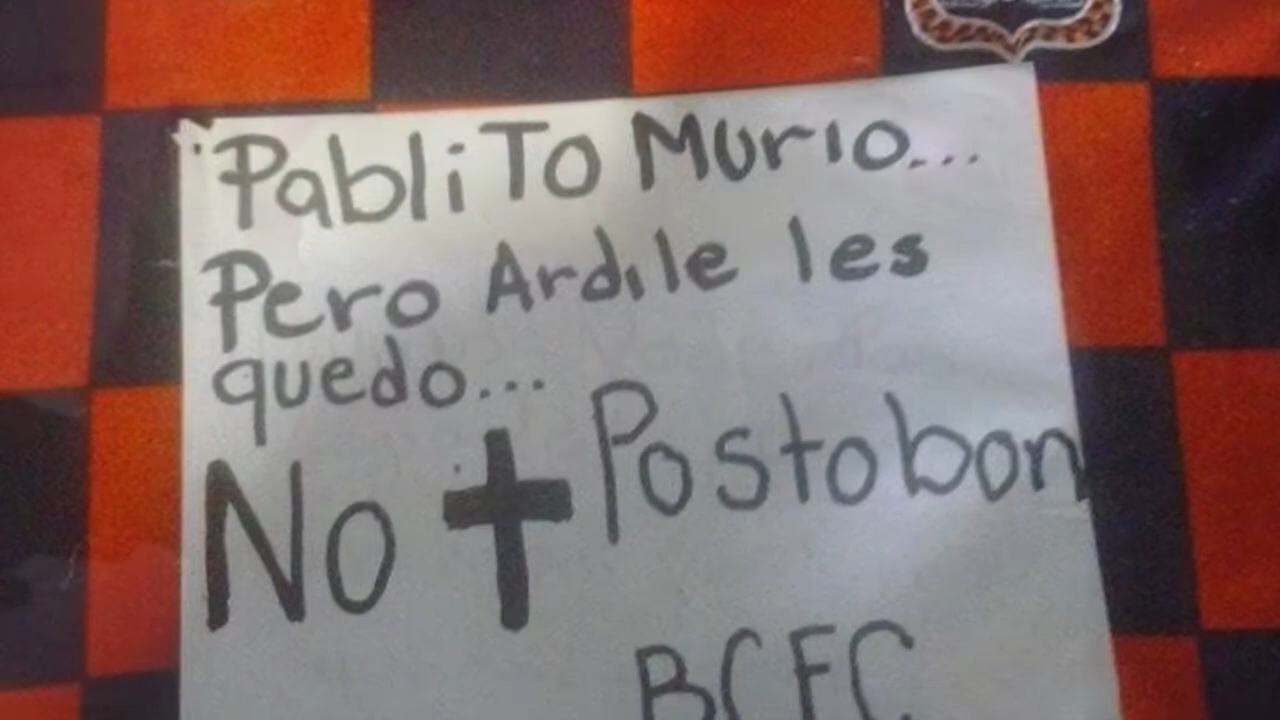 PabliTo Murio...
Pero Ardile les
quedo...
No + Postobon
BCFC